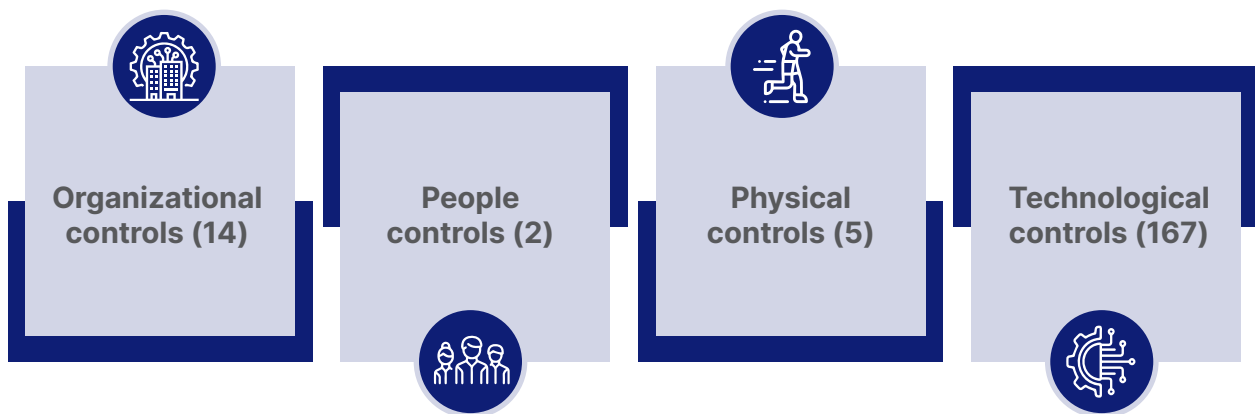 Organizational
controls (14)
People
controls (2)
Physical
controls (5)
Technological
controls (167)